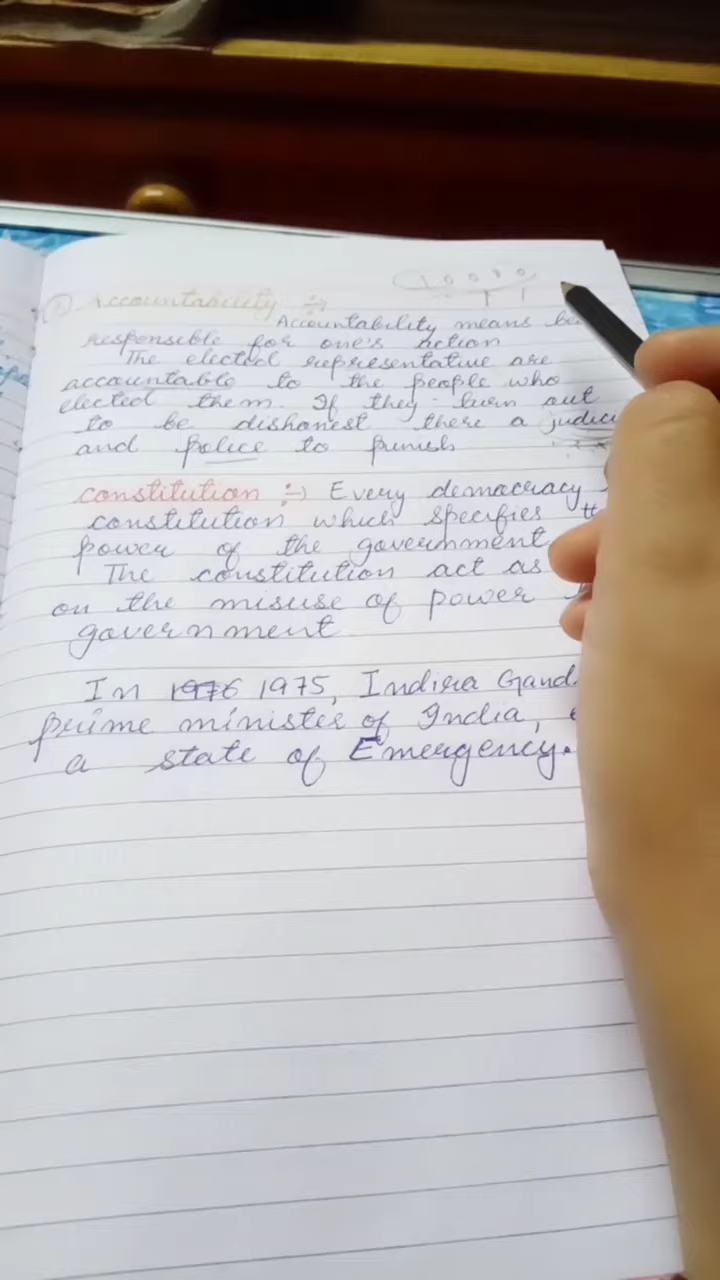 Accountability :-
Accountability means be
responsible for one's action
The elected representative are
accountable to the people who
elected them. If they turn out
to be dishonest there a judici
and police to punish
constitution :-) Every democracy
constitution which specifies th
power of the government
The constitution act as
on the misuse of power
government
In 1976 1975, Indira Gand
prime minister of India,
a state of Emergency.